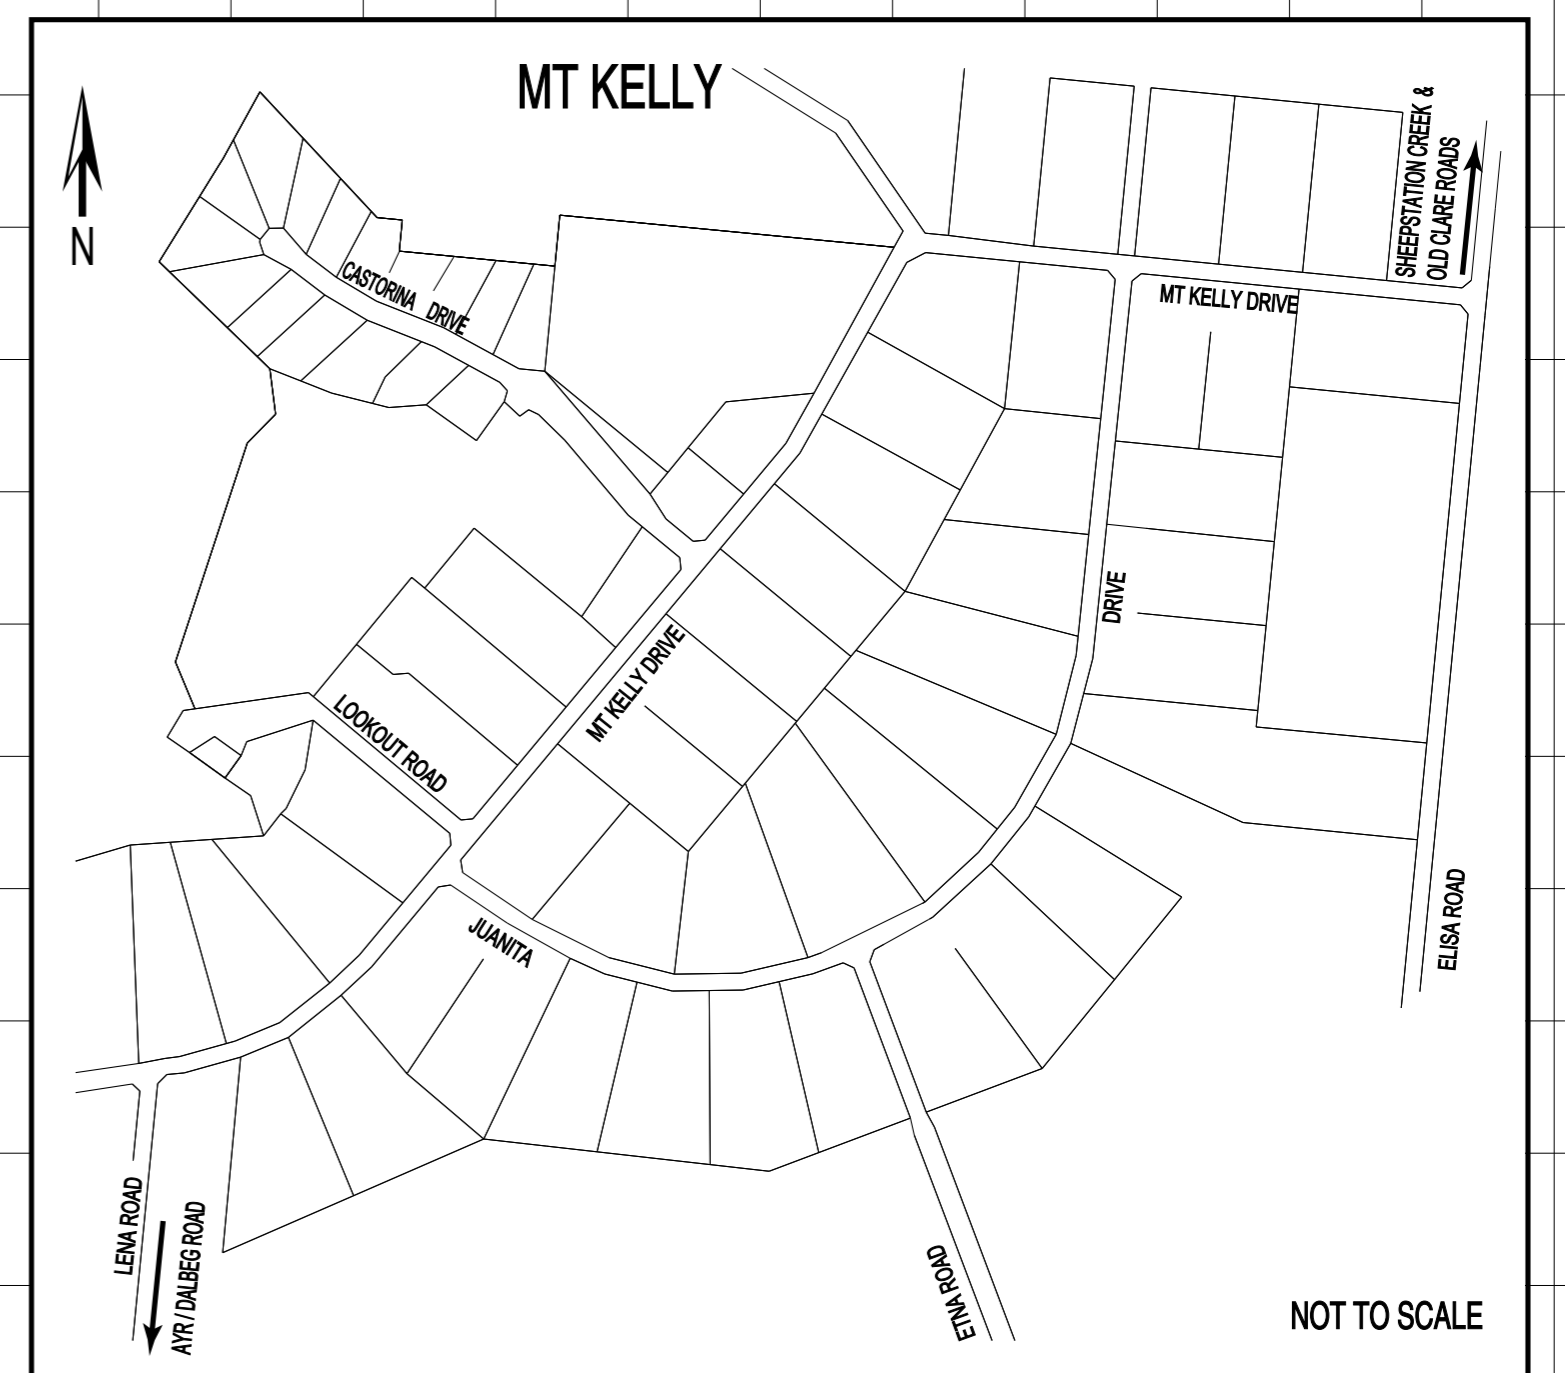 MT KELLY
SHEEPSTATION CREEK &
OLD CLARE ROADS
N
CASTORINA DRIVE
MT KELLY DRIVE
DRIVE
MT KELLY DRIVE
LOOKOUT ROAD
JUANITA
ELISA ROAD
LENA ROAD
AYR / DALBEG ROAD
ETNA ROAD
NOT TO SCALE